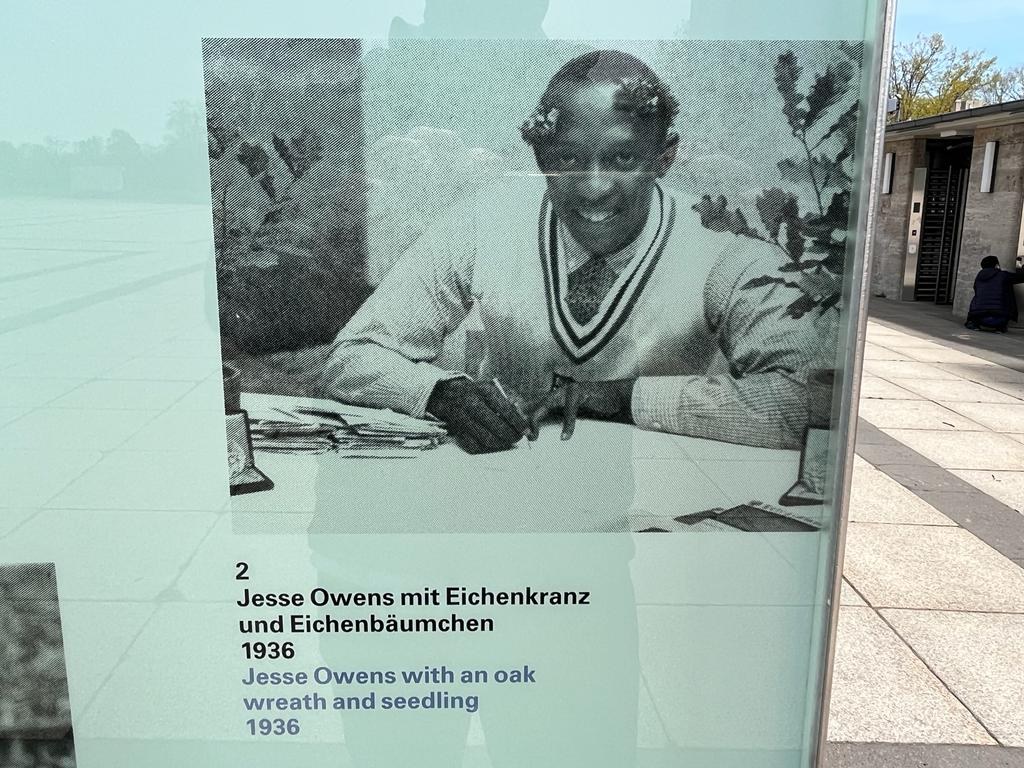 2
Jesse Owens mit Eichenkranz
und Eichenbäumchen
1936
Jesse Owens with an oak
wreath and seedling
1936